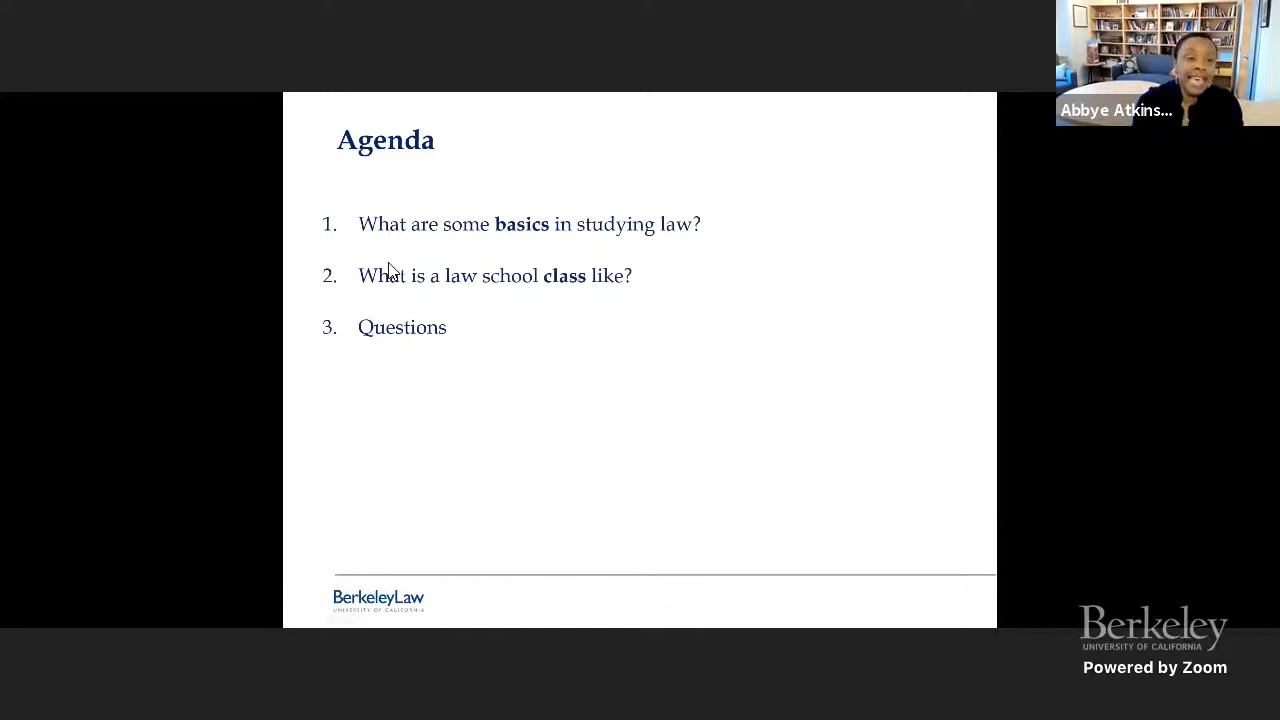 Abbye Atkins...
Agenda
1. What are some basics in studying law?
2. What is a law school class like?
3. Questions
BerkeleyLaw
UNIVERSITY OF CALIFORNIA
Berkeley
UNIVERSITY OF CALIFORNIA
Powered by Zoom